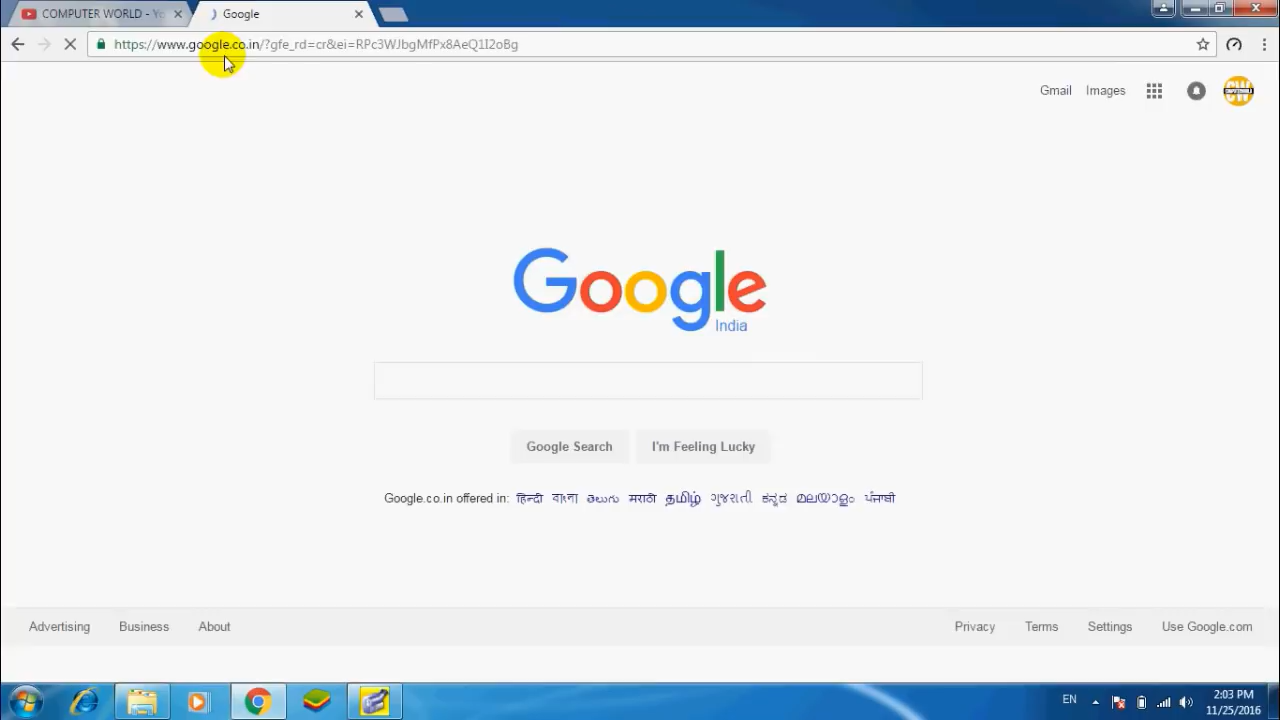 COMPUTER WORLD - Yo
Google
https://www.google.co.in/?gfe_rd=cr&ei=RPc3WJbgMfPx8AeQ1I2oBg
Gmail Images
CW
Google
India
Google Search I'm Feeling Lucky
Google.co.in offered in: हिन्दी বাংলা తెలుగు मराठी தமிழ் ગુજરાતી ಕನ್ನಡ മലയാളം ਪੰਜਾਬੀ
Advertising Business About Privacy Terms Settings Use Google.com
EN 2:03 PM
11/25/2016